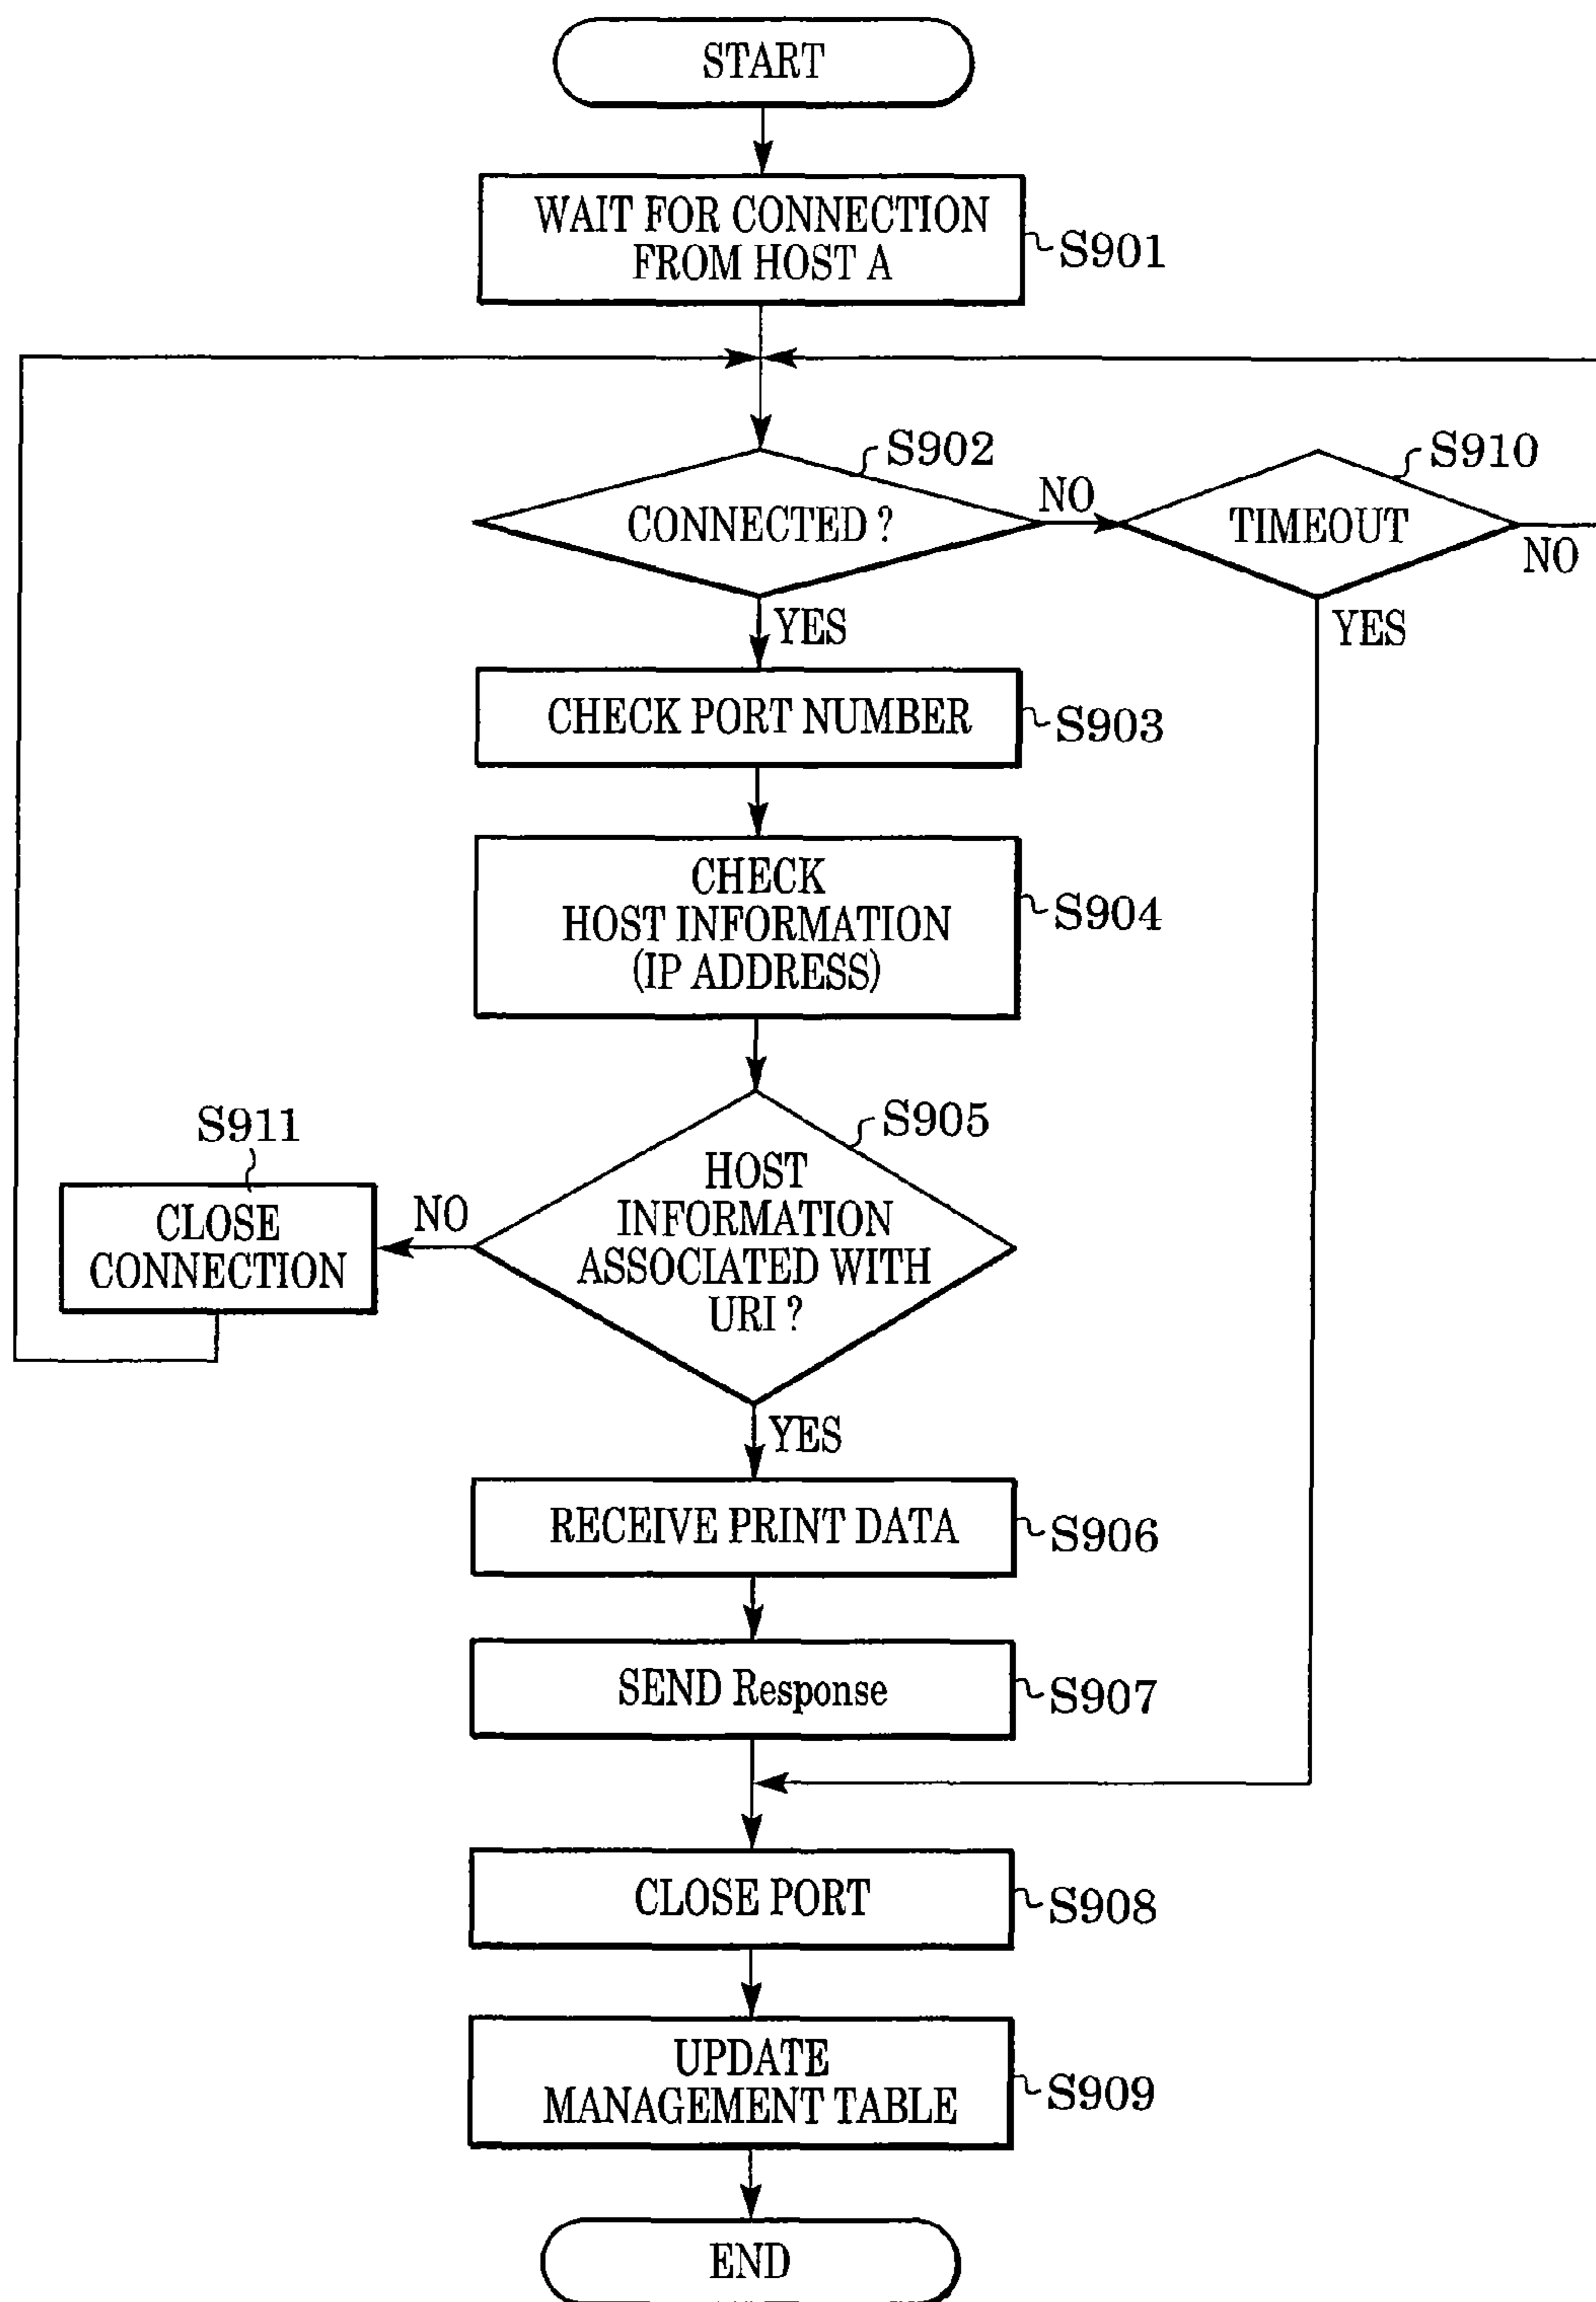 START
WAIT FOR CONNECTION
FROM HOST A
S901
S902
CONNECTED ?
NO
S910
TIMEOUT
NO
YES
YES
CHECK PORT NUMBER
S903
CHECK
HOST INFORMATION
(IP ADDRESS)
S904
S905
HOST
INFORMATION
ASSOCIATED WITH
URI ?
NO
S911
CLOSE
CONNECTION
YES
RECEIVE PRINT DATA
S906
SEND Response
S907
CLOSE PORT
S908
UPDATE
MANAGEMENT TABLE
S909
END